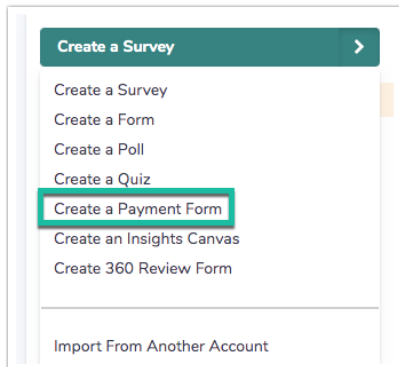 Create a Survey
Create a Survey
Create a Form
Create a Poll
Create a Quiz
Create a Payment Form
Create an Insights Canvas
Create 360 Review Form
Import From Another Account